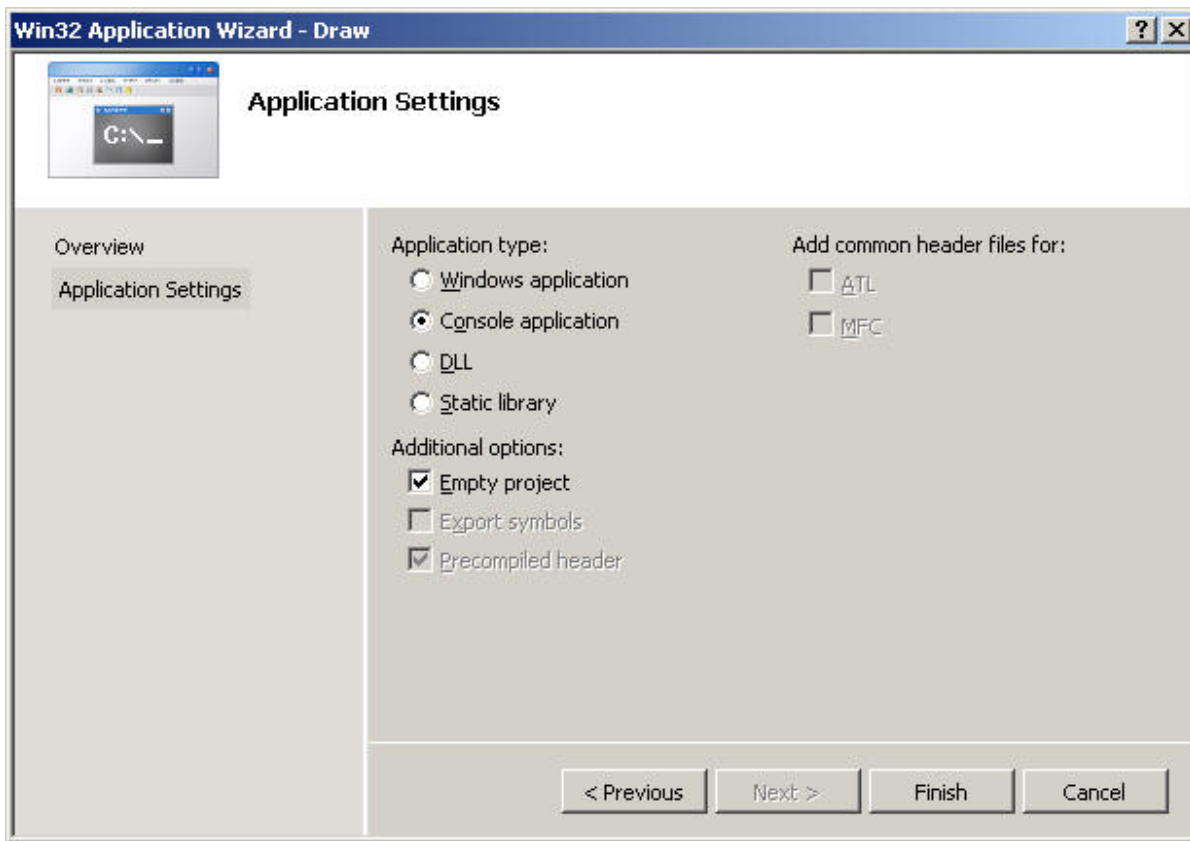 Win32 Application Wizard - Draw
C:\_
Application Settings
Overview
Application Settings
Application type:
Windows application
Console application
DLL
Static library
Additional options:
Empty project
Export symbols
Precompiled header
Add common header files for:
ATL
MFC
< Previous
Next >
Finish
Cancel